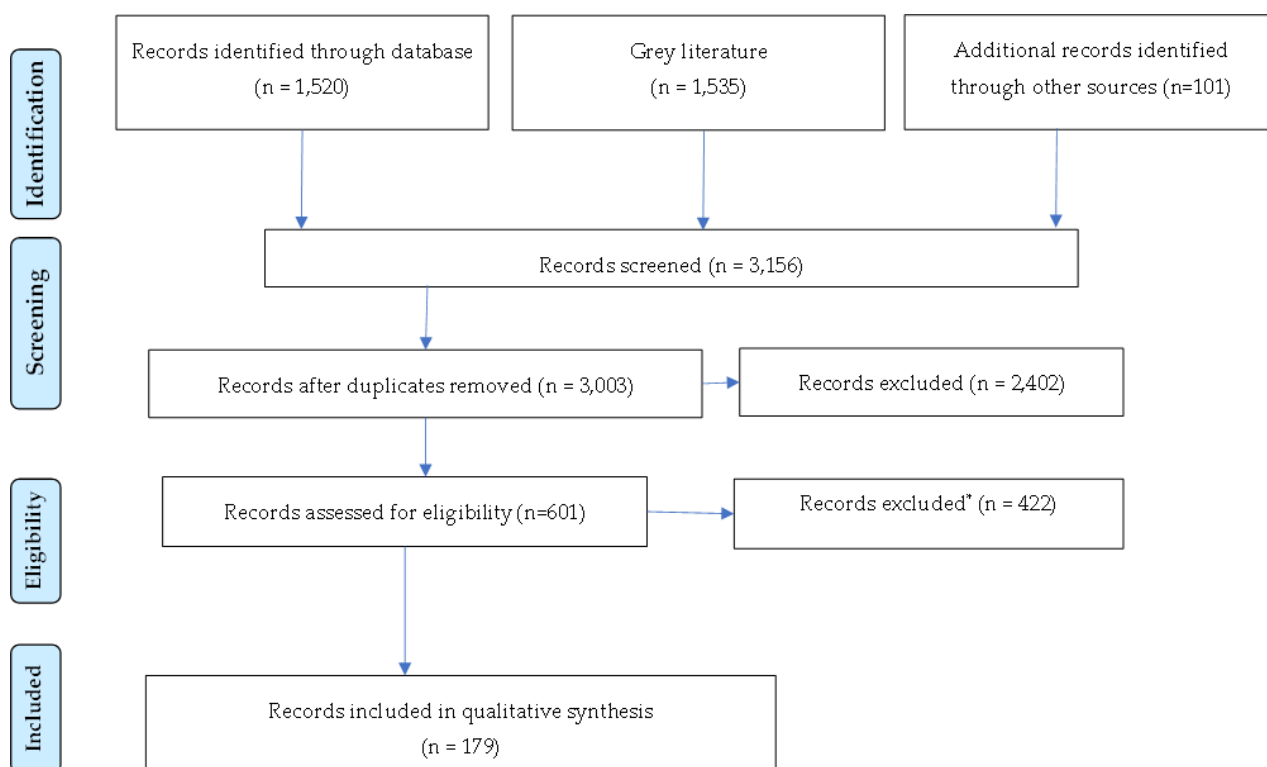 Identification
Records identified through database
(n = 1,520)
Grey literature
(n = 1,535)
Additional records identified
through other sources (n=101)
Screening
Records screened (n = 3,156)
Records after duplicates removed (n = 3,003)
Records excluded (n = 2,402)
Eligibility
Records assessed for eligibility (n=601)
Records excluded* (n = 422)
Included
Records included in qualitative synthesis
(n = 179)